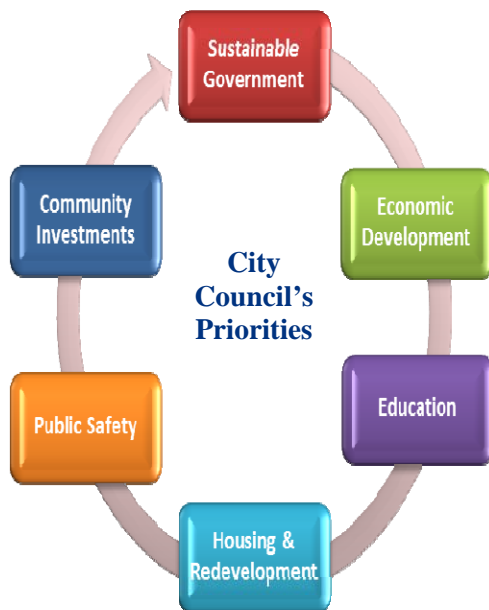 Sustainable
Government
Economic
Development
Education
Housing &
Redevelopment
Public Safety
Community
Investments
City
Council's
Priorities